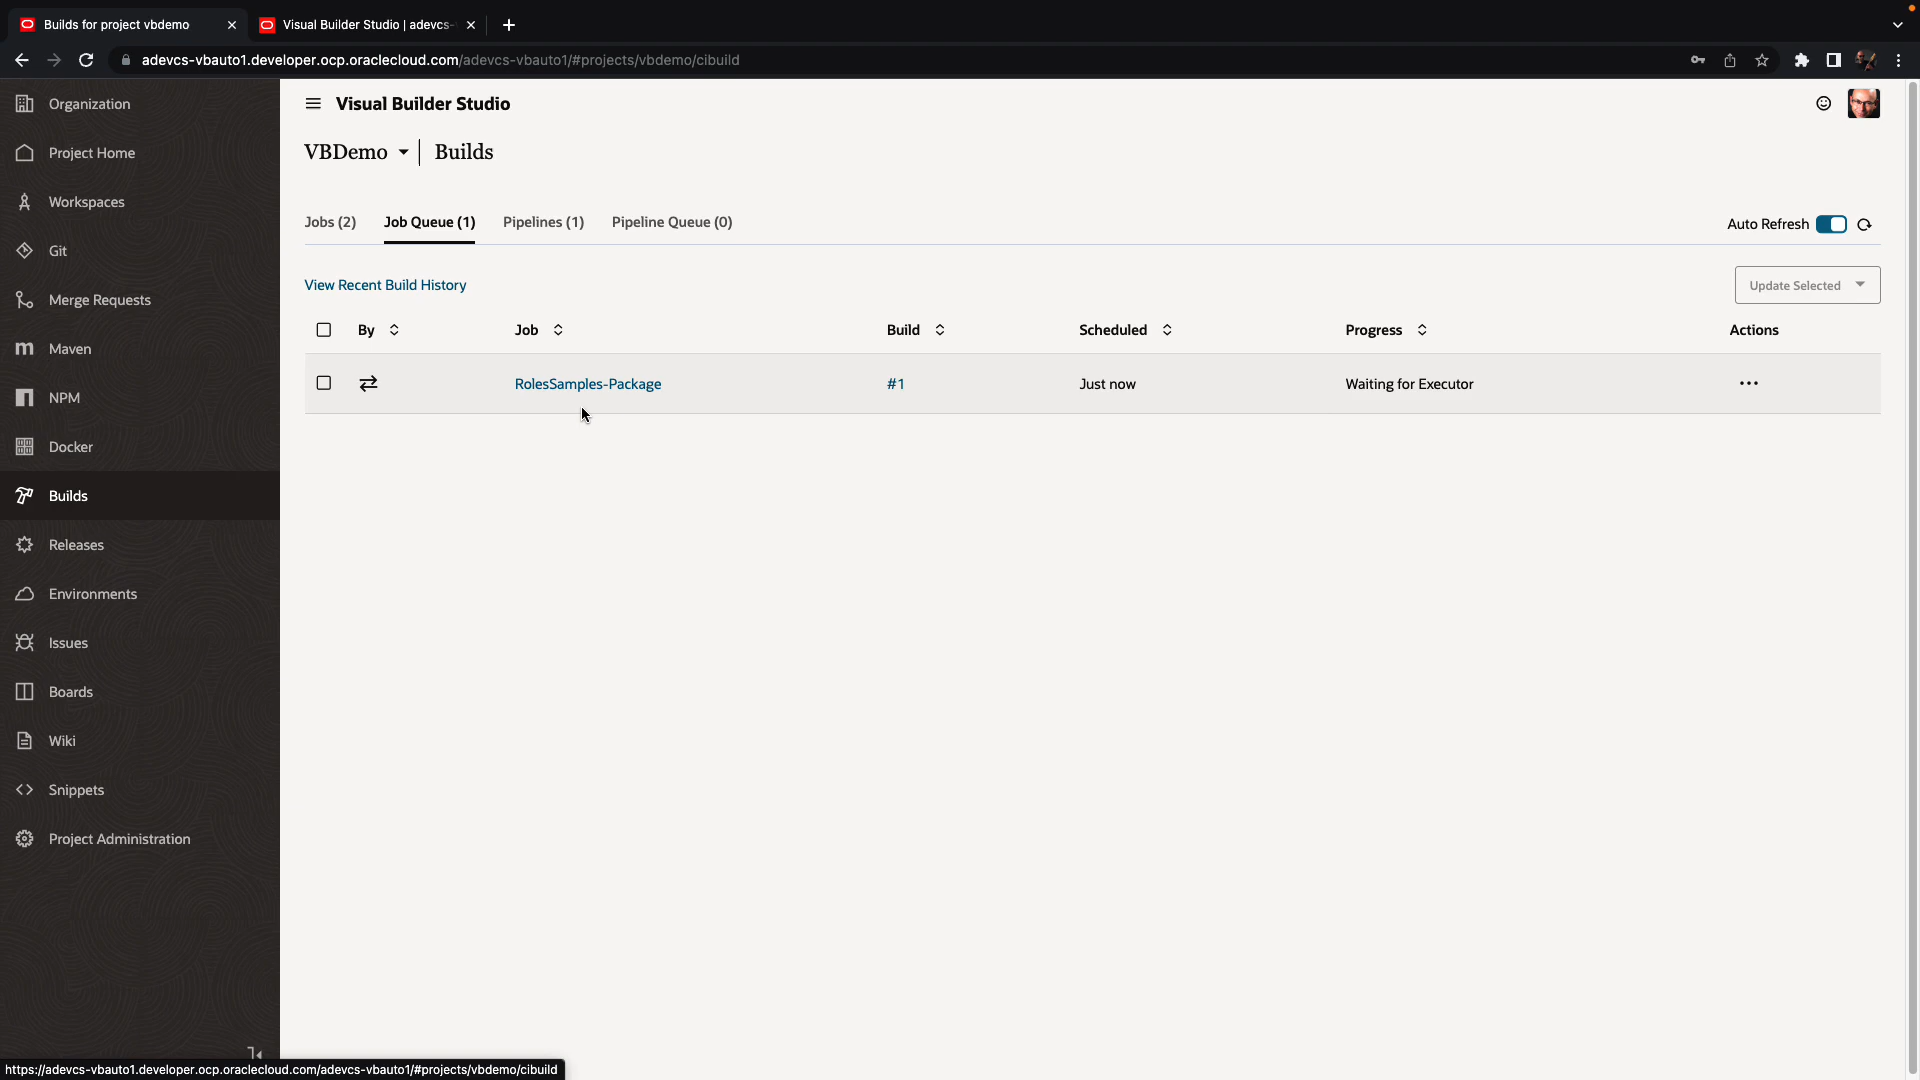 Builds for project vbdemo
Visual Builder Studio | adevcs-
adevcs-vbauto1.developer.ocp.oraclecloud.com/adevcs-vbauto1/#projects/vbdemo/cibuild
Organization
Project Home
Workspaces
Git
Merge Requests
Maven
NPM
Docker
Builds
Releases
Environments
Issues
Boards
Wiki
Snippets
Project Administration
Visual Builder Studio
VBDemo | Builds
Jobs (2) Job Queue (1) Pipelines (1) Pipeline Queue (0) Auto Refresh
View Recent Build History Update Selected
By Job Build Scheduled Progress Actions
RolesSamples-Package #1 Just now Waiting for Executor ...
https://adevcs-vbauto1.developer.ocp.oraclecloud.com/adevcs-vbauto1/#projects/vbdemo/cibuild